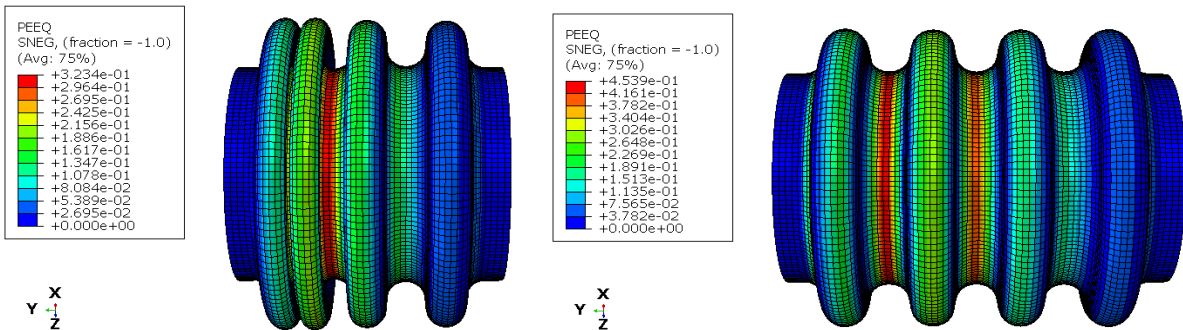 PEEQ
SNEG, (fraction = -1.0)
(Avg: 75%)
+3.234e-01
+2.964e-01
+2.695e-01
+2.425e-01
+2.156e-01
+1.886e-01
+1.617e-01
+1.347e-01
+1.078e-01
+8.084e-02
+5.389e-02
+2.695e-02
+0.000e+00
X
Y
Z
PEEQ
SNEG, (fraction = -1.0)
(Avg: 75%)
+4.539e-01
+4.161e-01
+3.782e-01
+3.404e-01
+3.026e-01
+2.648e-01
+2.269e-01
+1.891e-01
+1.513e-01
+1.135e-01
+7.565e-02
+3.782e-02
+0.000e+00
X
Y
Z